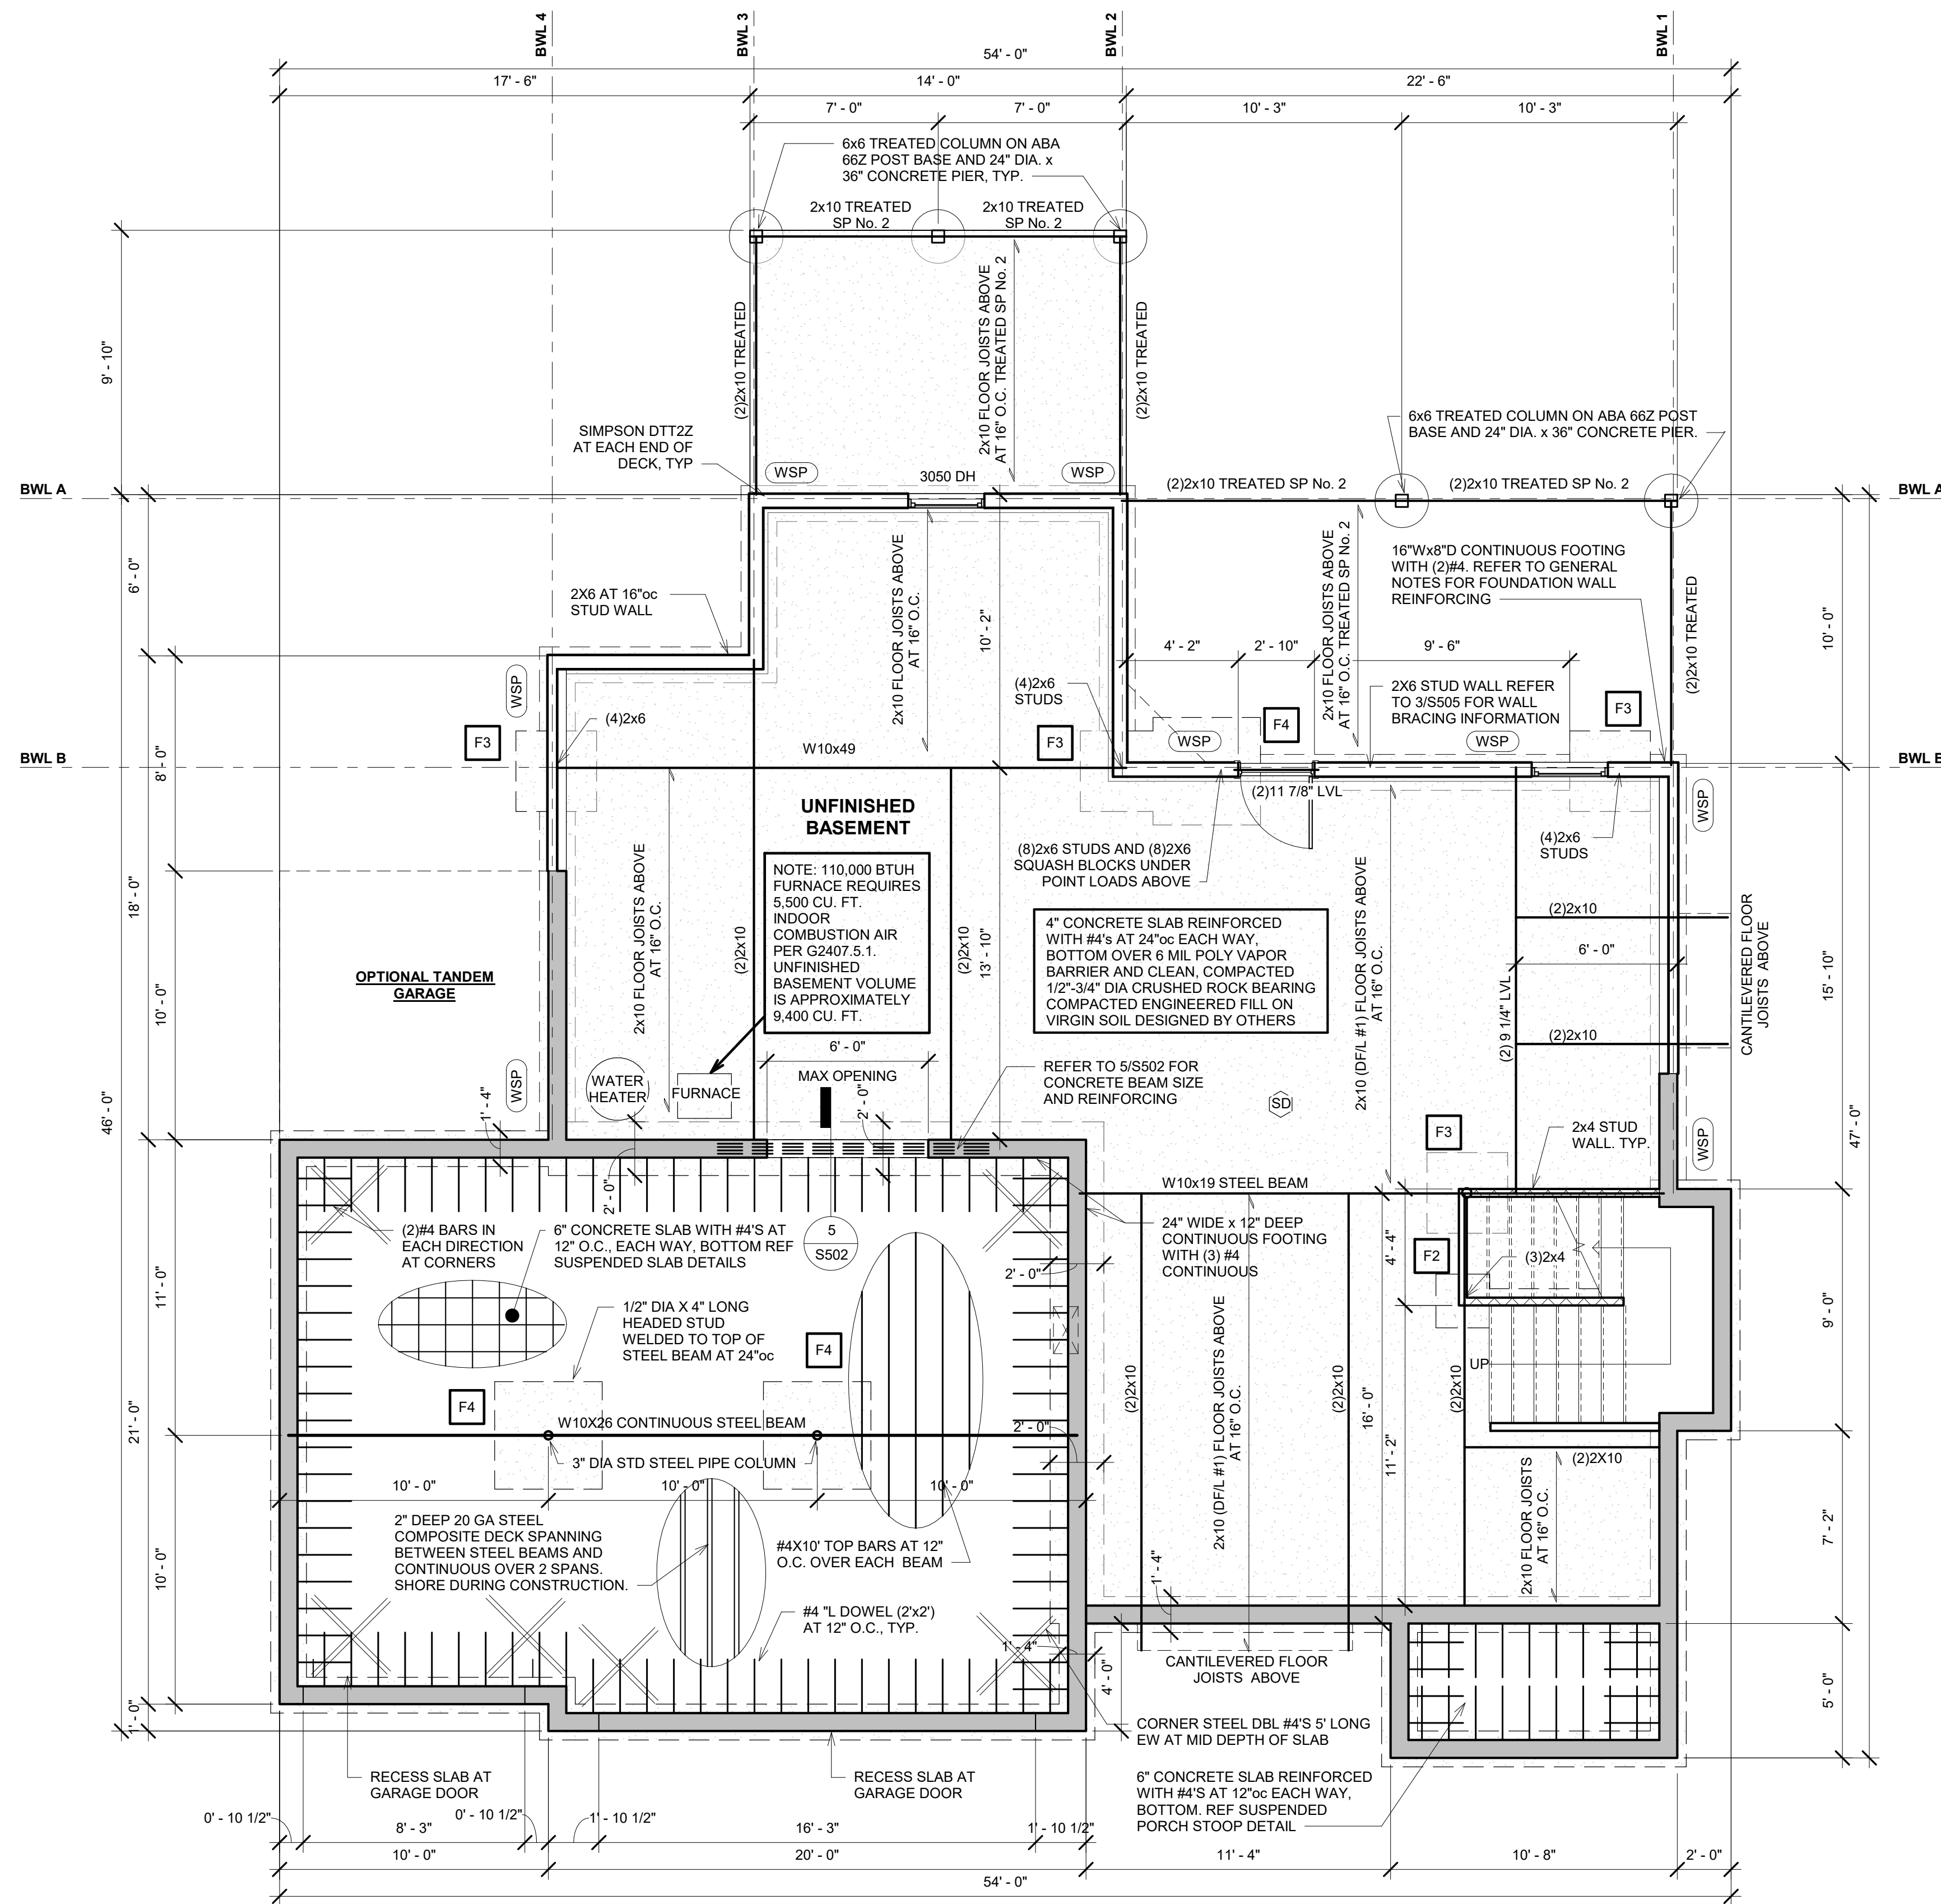 BWL 4
BWL 3
BWL 2
BWL 1
54' - 0"
17' - 6"
14' - 0"
22' - 6"
7' - 0"
7' - 0"
10' - 3"
10' - 3"
6x6 TREATED COLUMN ON ABA
66Z POST BASE AND 24" DIA. x
36" CONCRETE PIER, TYP.
2x10 TREATED
SP No. 2
2x10 TREATED
SP No. 2
9' - 10"
(2)2x10 TREATED
2x10 FLOOR JOISTS ABOVE
AT 16" O.C. TREATED SP No. 2
(2)2x10 TREATED
SIMPSON DTT2Z
AT EACH END OF
DECK, TYP
WSP
WSP
3050 DH
6x6 TREATED COLUMN ON ABA 66Z POST
BASE AND 24" DIA. x 36" CONCRETE PIER.
BWL A
(2)2x10 TREATED SP No. 2
(2)2x10 TREATED SP No. 2
BWL A
6' - 0"
2X6 AT 16"oc
STUD WALL
2x10 FLOOR JOISTS ABOVE
AT 16" O.C.
10' - 2"
2x10 FLOOR JOISTS ABOVE
AT 16" O.C. TREATED SP No. 2
16"Wx8"D CONTINUOUS FOOTING
WITH (2)#4. REFER TO GENERAL
NOTES FOR FOUNDATION WALL
REINFORCING
(2)2x10 TREATED
10' - 0"
4' - 2"
2' - 10"
9' - 6"
WSP
(4)2x6
STUDS
2X6 STUD WALL REFER
TO 3/S505 FOR WALL
BRACING INFORMATION
F3
(4)2x6
F3
F3
F4
WSP
WSP
W10x49
BWL B
BWL B
8' - 0"
UNFINISHED
BASEMENT
(2)11 7/8" LVL
WSP
(4)2x6
STUDS
(8)2x6 STUDS AND (8)2X6
SQUASH BLOCKS UNDER
POINT LOADS ABOVE
NOTE: 110,000 BTUH
FURNACE REQUIRES
5,500 CU. FT.
INDOOR
COMBUSTION AIR
PER G2407.5.1.
UNFINISHED
BASEMENT VOLUME
IS APPROXIMATELY
9,400 CU. FT.
2x10 FLOOR JOISTS ABOVE
AT 16" O.C.
(2)2x10
(2)2x10
13' - 10"
4" CONCRETE SLAB REINFORCED
WITH #4's AT 24"oc EACH WAY,
BOTTOM OVER 6 MIL POLY VAPOR
BARRIER AND CLEAN, COMPACTED
1/2"-3/4" DIA CRUSHED ROCK BEARING
COMPACTED ENGINEERED FILL ON
VIRGIN SOIL DESIGNED BY OTHERS
2x10 (DF/L #1) FLOOR JOISTS ABOVE
AT 16" O.C.
(2)2x10
6' - 0"
(2) 9 1/4" LVL
(2)2x10
CANTILEVERED FLOOR
JOISTS ABOVE
15' - 10"
18' - 0"
10' - 0"
46' - 0"
47' - 0"
OPTIONAL TANDEM
GARAGE
6' - 0"
MAX OPENING
WATER
HEATER
FURNACE
WSP
1' - 4"
2' - 0"
2' - 0"
REFER TO 5/S502 FOR
CONCRETE BEAM SIZE
AND REINFORCING
SD
F3
2x4 STUD
WALL. TYP.
WSP
W10x19 STEEL BEAM
(2)#4 BARS IN
EACH DIRECTION
AT CORNERS
6" CONCRETE SLAB WITH #4'S AT
12" O.C., EACH WAY, BOTTOM REF
SUSPENDED SLAB DETAILS
5
S502
24" WIDE x 12" DEEP
CONTINUOUS FOOTING
WITH (3) #4
CONTINUOUS
2' - 0"
4' - 4"
F2
(3)2x4
11' - 0"
9' - 0"
1/2" DIA X 4" LONG
HEADED STUD
WELDED TO TOP OF
STEEL BEAM AT 24"oc
F4
F4
UP
(2)2x10
2x10 (DF/L #1) FLOOR JOISTS ABOVE
AT 16" O.C.
(2)2x10
16' - 0"
11' - 2"
(2)2x10
W10X26 CONTINUOUS STEEL BEAM
2' - 0"
3" DIA STD STEEL PIPE COLUMN
21' - 0"
10' - 0"
10' - 0"
10' - 0"
10' - 0"
(2)2X10
2x10 FLOOR JOISTS
AT 16" O.C.
7' - 2"
2" DEEP 20 GA STEEL
COMPOSITE DECK SPANNING
BETWEEN STEEL BEAMS AND
CONTINUOUS OVER 2 SPANS.
SHORE DURING CONSTRUCTION.
#4X10' TOP BARS AT 12"
O.C. OVER EACH BEAM
#4 "L DOWEL (2'x2')
AT 12" O.C., TYP.
1' - 4"
1' - 4"
4' - 0"
CANTILEVERED FLOOR
JOISTS ABOVE
5' - 0"
1' - 0"
CORNER STEEL DBL #4'S 5' LONG
EW AT MID DEPTH OF SLAB
RECESS SLAB AT
GARAGE DOOR
RECESS SLAB AT
GARAGE DOOR
6" CONCRETE SLAB REINFORCED
WITH #4'S AT 12"oc EACH WAY,
BOTTOM. REF SUSPENDED
PORCH STOOP DETAIL
0' - 10 1/2"
8' - 3"
0' - 10 1/2"
1' - 10 1/2"
16' - 3"
1' - 10 1/2"
10' - 0"
20' - 0"
11' - 4"
10' - 8"
2' - 0"
54' - 0"